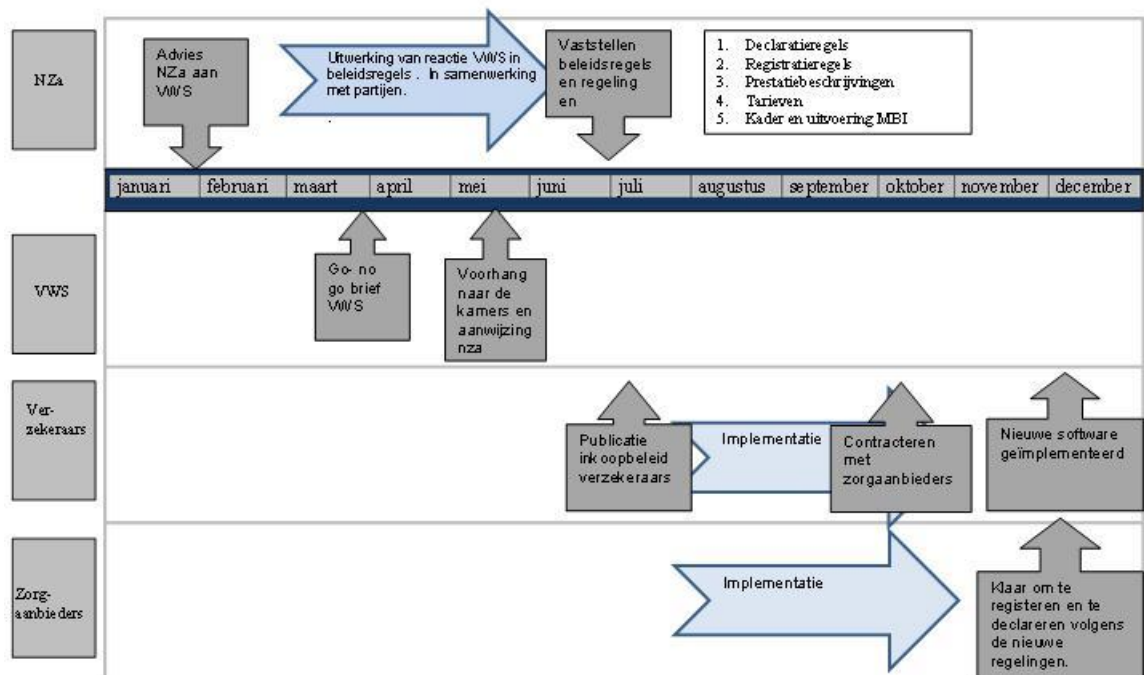 NZa
Advies
NZa aan
VWS
Uitwerking van reactie VWS in
beleidsregels . In samenwerking
met partijen.
.
Vaststellen
beleidsregels
en regeling
en
1. Declaratieregels
2. Registratieregels
3. Prestatiebeschrijvingen
4. Tarieven
5. Kader en uitvoering MBI
januari februari maart april mei juni juli augustus september oktober november december
VWS
Go- no
go brief
VWS
Voorhang
naar de
kamers en
aanwijzing
nza
Ver-
zekeraars
Publicatie
inkoopbeleid
verzekeraars
Implementatie
Contracteren
met
zorgaanbieders
Nieuwe software
geïmplementeerd
Zorg-
aanbieders
Implementatie
Klaar om te
registeren en te
declareren volgens
de nieuwe
regelingen.